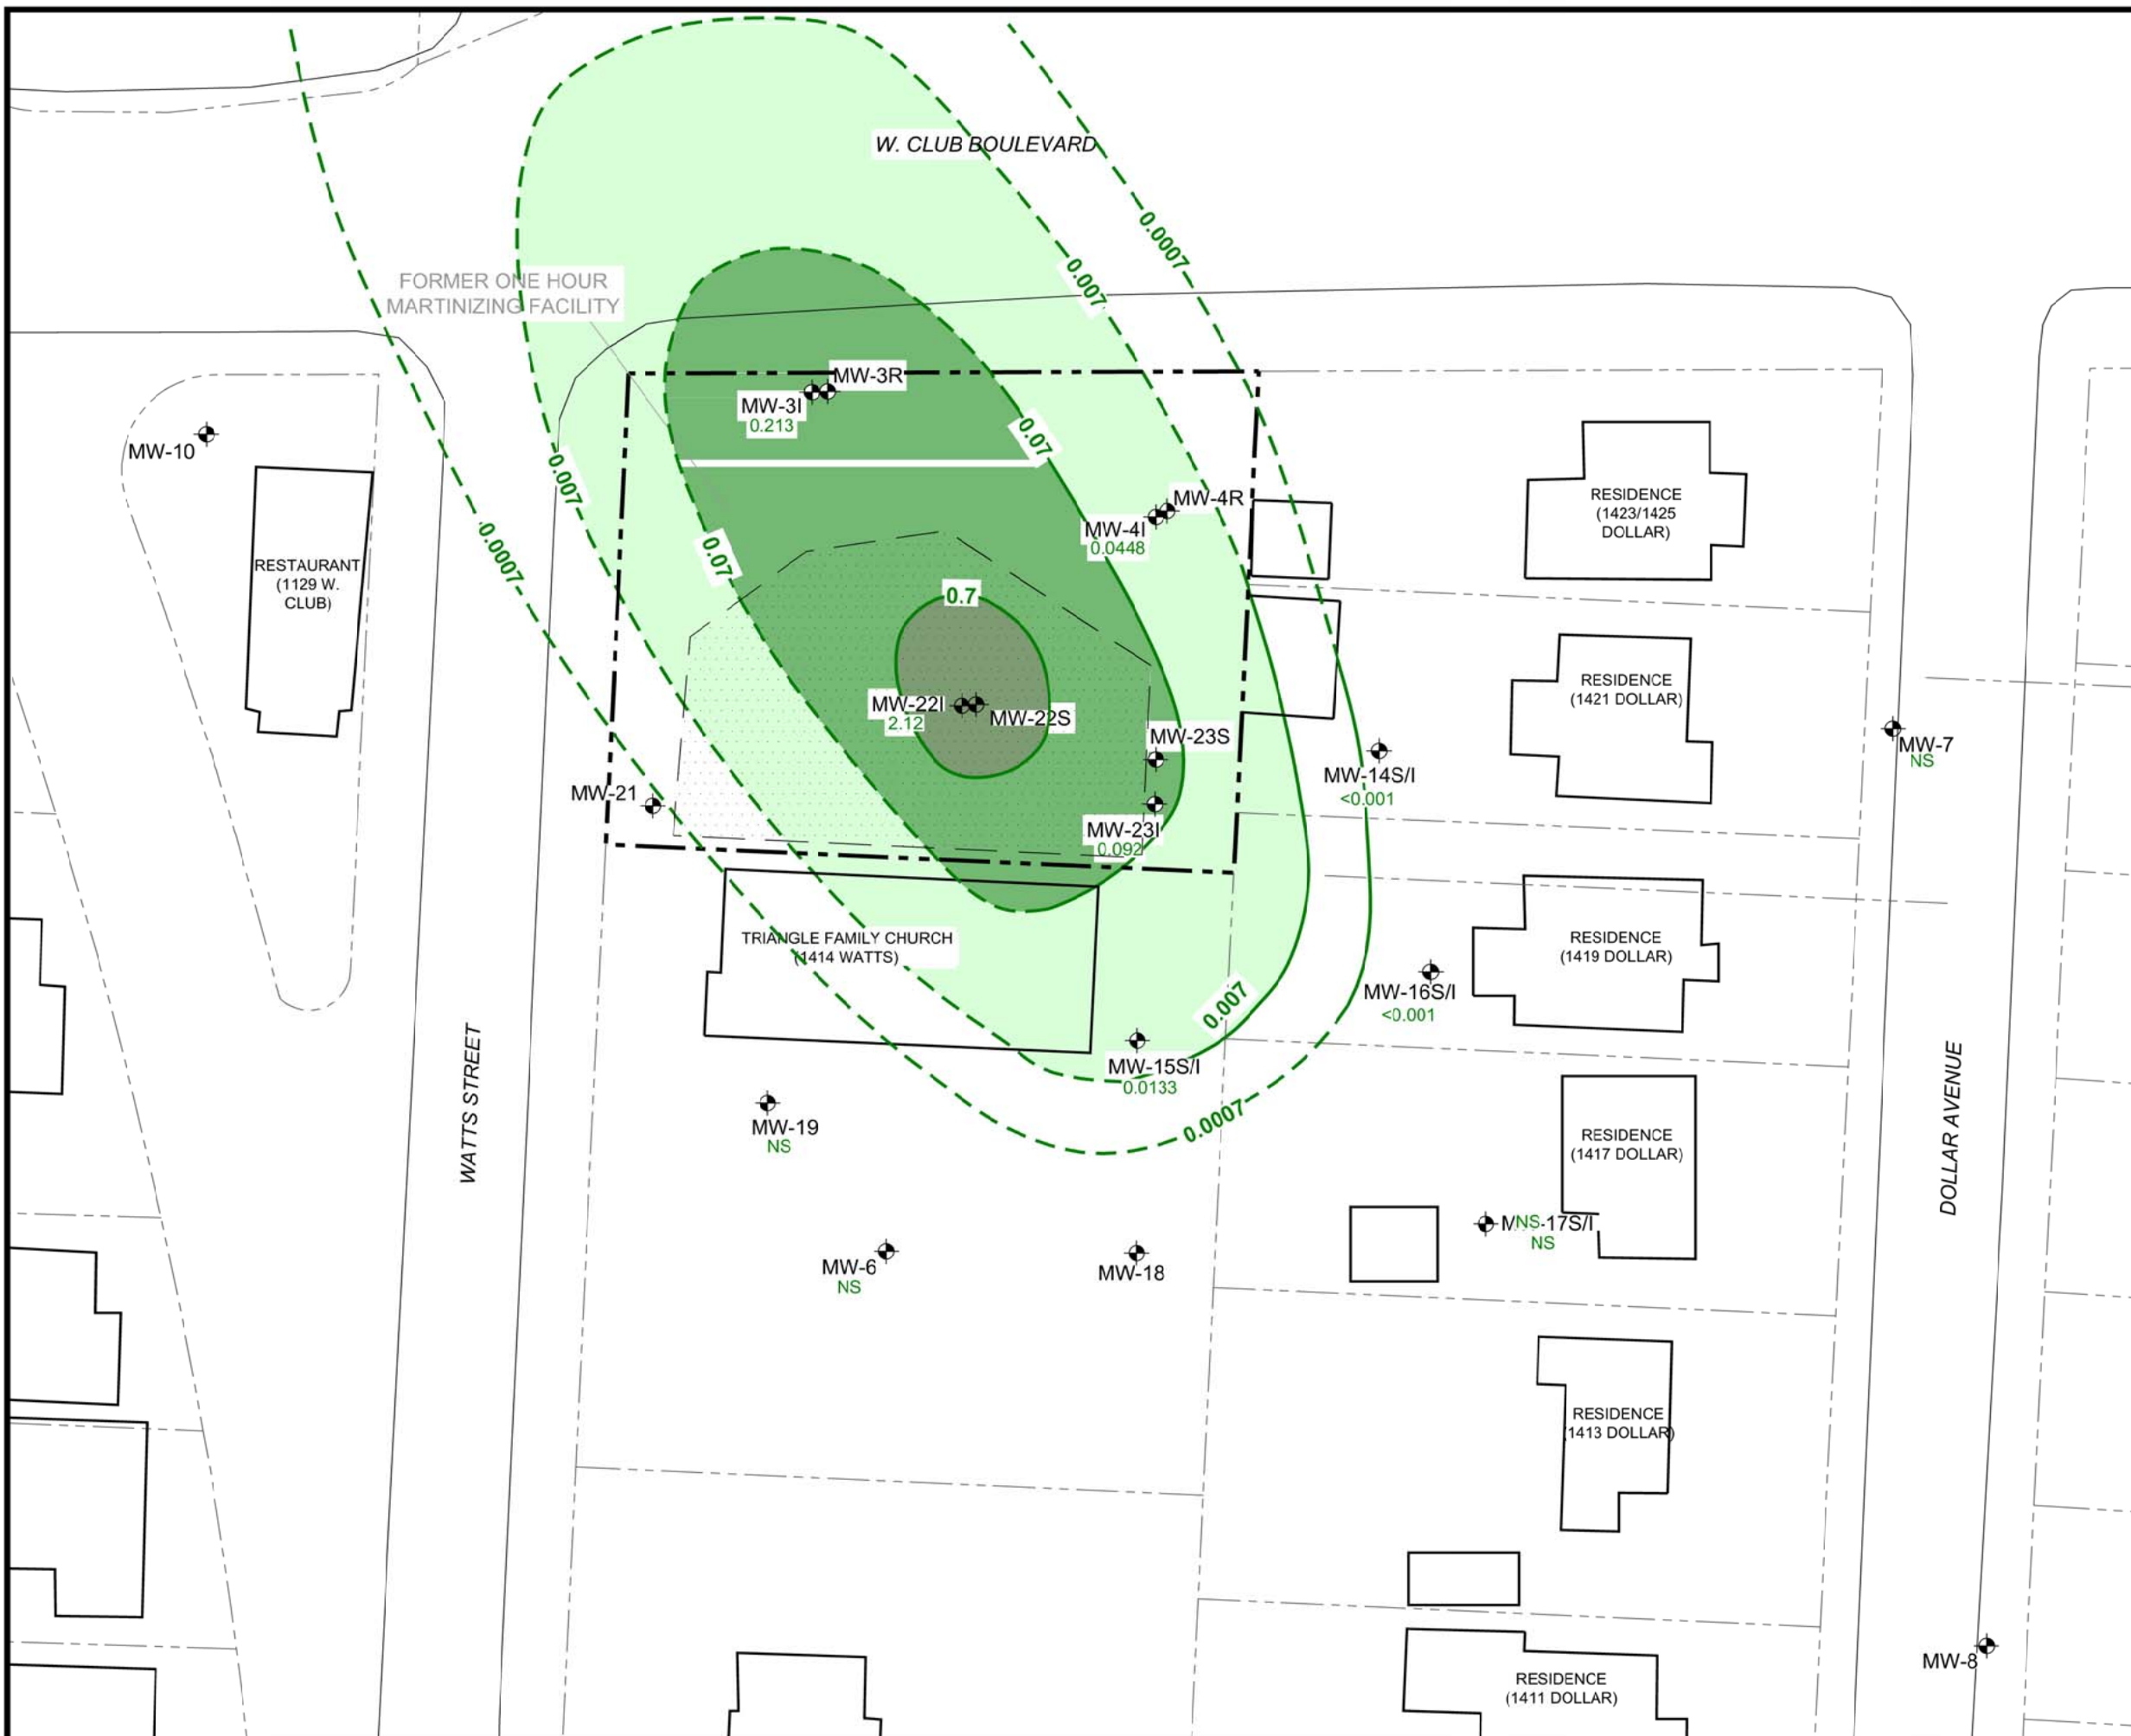 W. CLUB BOULEVARD
0.0007
0.007
FORMER ONE HOUR
MARTINIZING FACILITY
MW-3R
MW-3I
0.213
0.07
MW-10
0.007
0.0007
0.07
MW-4R
MW-4I
0.0448
RESIDENCE
(1423/1425
DOLLAR)
RESTAURANT
(1129 W.
CLUB)
0.7
MW-22I
2.12
MW-22S
MW-23S
RESIDENCE
(1421 DOLLAR)
MW-7
NS
MW-14S/I
<0.001
MW-21
MW-23I
0.092
TRIANGLE FAMILY CHURCH
(1414 WATTS)
RESIDENCE
(1419 DOLLAR)
MW-16S/I
<0.001
0.007
MW-15S/I
0.0133
0.0007
WATTS STREET
DOLLAR AVENUE
MW-19
NS
RESIDENCE
(1417 DOLLAR)
NS-17S/I
NS
MW-6
NS
MW-18
RESIDENCE
(1413 DOLLAR)
MW-8
RESIDENCE
(1411 DOLLAR)